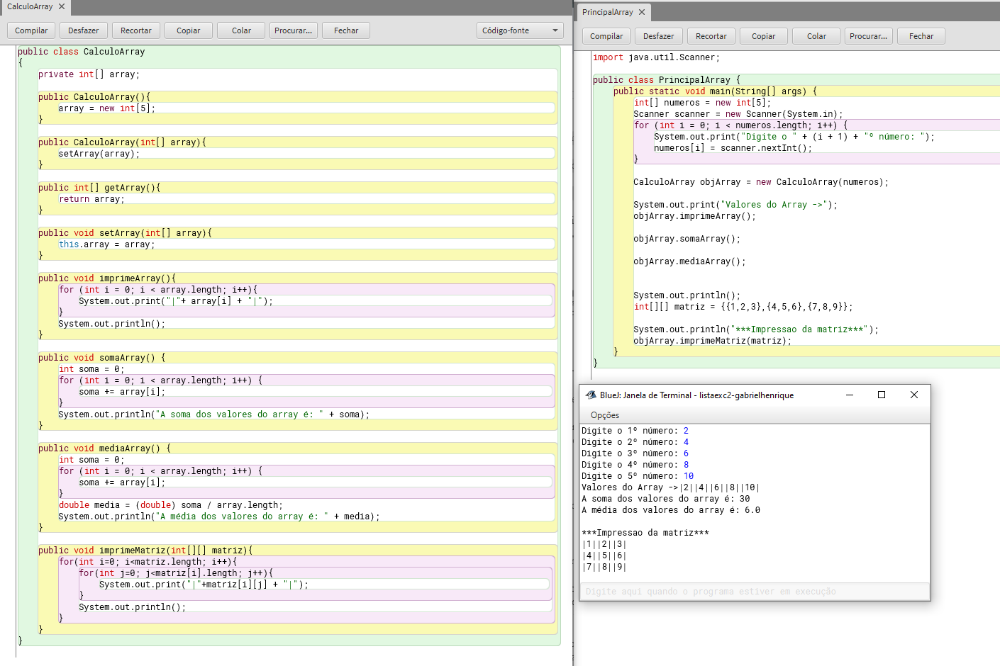 CalculoArray
Compilar Desfazer Recortar Copiar Colar Procurar... Fechar Código-fonte
public class CalculoArray
{
    private int[] array;

    public CalculoArray(){
        array = new int[5];
    }

    public CalculoArray(int[] array){
        setArray(array);
    }

    public int[] getArray(){
        return array;
    }

    public void setArray(int[] array){
        this.array = array;
    }

    public void imprimeArray(){
        for (int i = 0; i < array.length; i++){
            System.out.print("|"+ array[i] + "|");
        }
        System.out.println();
    }

    public void somaArray() {
        int soma = 0;
        for (int i = 0; i < array.length; i++) {
            soma += array[i];
        }
        System.out.println("A soma dos valores do array é: " + soma);
    }

    public void mediaArray() {
        int soma = 0;
        for (int i = 0; i < array.length; i++) {
            soma += array[i];
        }
        double media = (double) soma / array.length;
        System.out.println("A média dos valores do array é: " + media);
    }

    public void imprimeMatriz(int[][] matriz){
        for(int i=0; i<matriz.length; i++){
            for(int j=0; j<matriz[i].length; j++){
                System.out.print("|"+matriz[i][j] + "|");
            }
            System.out.println();
        }
    }
}
PrincipalArray
Compilar Desfazer Recortar Copiar Colar Procurar... Fechar
import java.util.Scanner;

public class PrincipalArray {
    public static void main(String[] args) {
        int[] numeros = new int[5];
        Scanner scanner = new Scanner(System.in);
        for (int i = 0; i < numeros.length; i++) {
            System.out.print("Digite o " + (i + 1) + "º número: ");
            numeros[i] = scanner.nextInt();
        }

        CalculoArray objArray = new CalculoArray(numeros);

        System.out.print("Valores do Array ->");
        objArray.imprimeArray();

        objArray.somaArray();

        objArray.mediaArray();

        System.out.println();
        int[][] matriz = {{1,2,3},{4,5,6},{7,8,9}};

        System.out.println("***Impressao da matriz***");
        objArray.imprimeMatriz(matriz);
    }
}
BlueJ: Janela de Terminal - listaexc2-gabrielhenrique
Opções
Digite o 1º número: 2
Digite o 2º número: 4
Digite o 3º número: 6
Digite o 4º número: 8
Digite o 5º número: 10
Valores do Array ->|2||4||6||8||10|
A soma dos valores do array é: 30
A média dos valores do array é: 6.0

***Impressao da matriz***
|1||2||3|
|4||5||6|
|7||8||9|
Digite aqui quando o programa estiver em execução